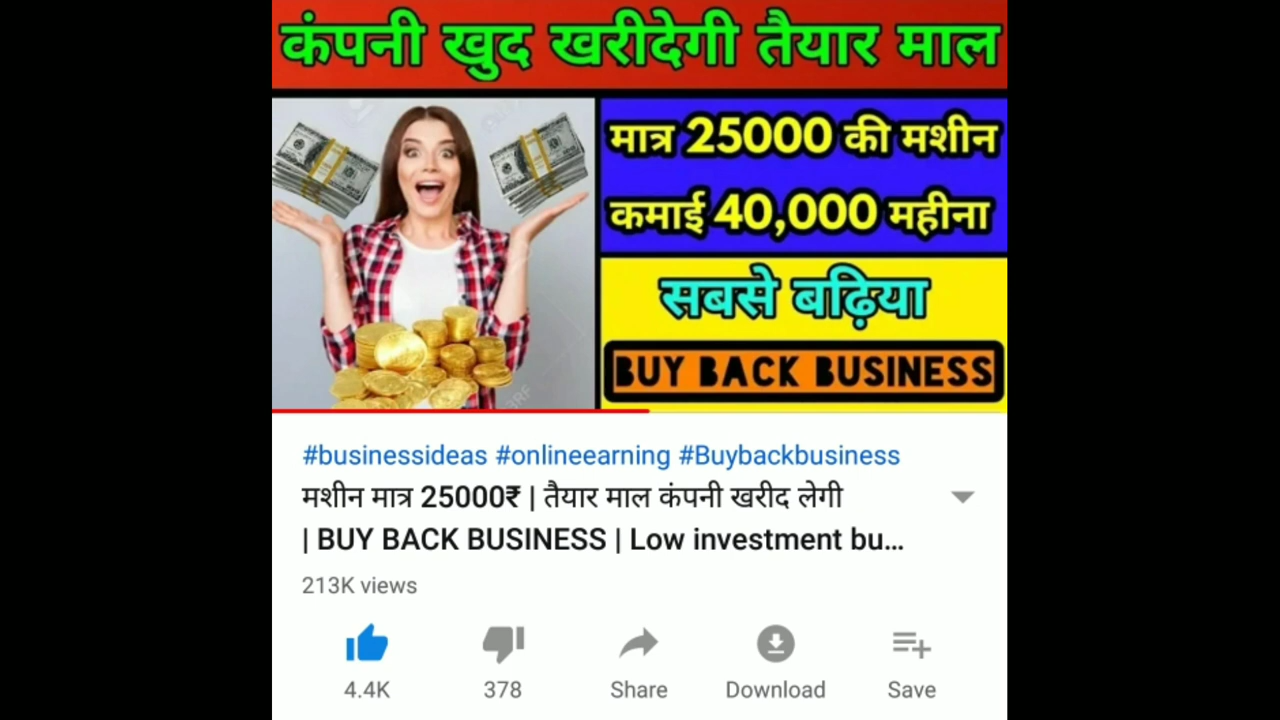 कंपनी खुद खरीदेगी तैयार माल
मात्र 25000 की मशीन
कमाई 40,000 महीना
सबसे बढ़िया
BUY BACK BUSINESS
#businessideas #onlineearning #Buybackbusiness
मशीन मात्र 25000₹ | तैयार माल कंपनी खरीद लेगी
| BUY BACK BUSINESS | Low investment bu...
213K views
4.4K 378 Share Download Save